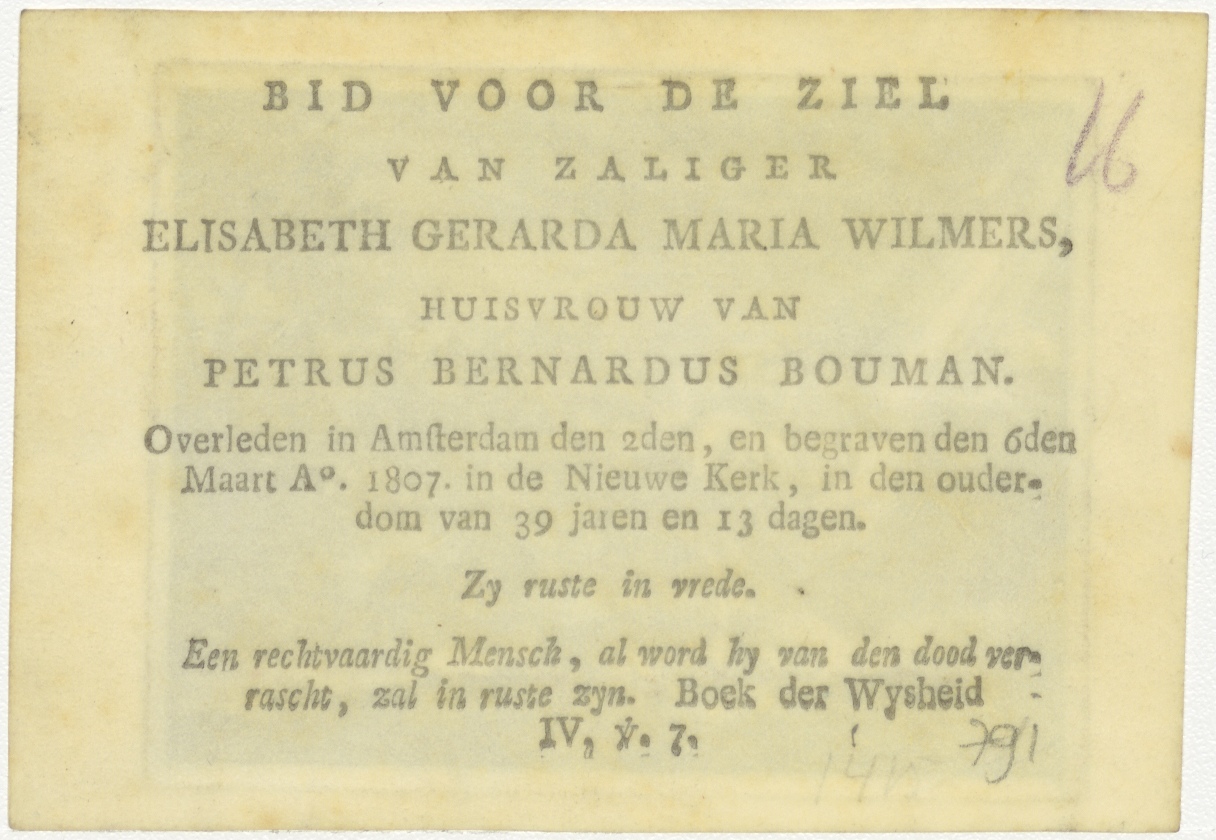 BID VOOR DE ZIEL
VAN ZALIGER
ELISABETH GERARDA MARIA WILMERS,
HUISVROUW VAN
PETRUS BERNARDUS BOUMAN.
Overleden in Amſterdam den 2den, en begraven den 6den
Maart Aº. 1807. in de Nieuwe Kerk, in den ouder-
dom van 39 jaren en 13 dagen.
Zy ruste in vrede.
Een rechtvaardig Mensch, al word hy van den dood ver-
rascht, zal in ruste zyn. Boek der Wysheid
IV, ℣. 7.
791